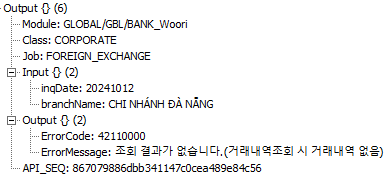 Output {} (6)
Module: GLOBAL/GBL/BANK_Woori
Class: CORPORATE
Job: FOREIGN_EXCHANGE
Input {} (2)
inqDate: 20241012
branchName: CHI NHÁNH ĐÀ NẴNG
Output {} (2)
ErrorCode: 42110000
ErrorMessage: 조회 결과가 없습니다.(거래내역조회 시 거래내역 없음)
API_SEQ: 867079886dbb341147c0cea489e84c56